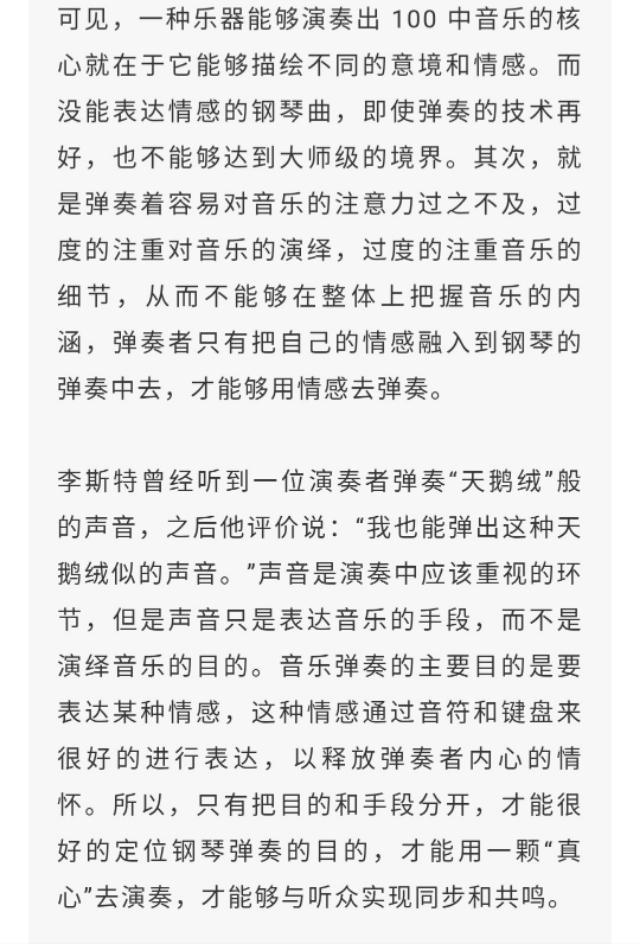 可见，一种乐器能够演奏出 100 中音乐的核
心就在于它能够描绘不同的意境和情感。而
没能表达情感的钢琴曲，即使弹奏的技术再
好，也不能够达到大师级的境界。其次，就
是弹奏着容易对音乐的注意力过之不及，过
度的注重对音乐的演绎，过度的注重音乐的
细节，从而不能够在整体上把握音乐的内
涵，弹奏者只有把自己的情感融入到钢琴的
弹奏中去，才能够用情感去弹奏。
李斯特曾经听到一位演奏者弹奏“天鹅绒”般
的声音，之后他评价说：“我也能弹出这种天
鹅绒似的声音。”声音是演奏中应该重视的环
节，但是声音只是表达音乐的手段，而不是
演绎音乐的目的。音乐弹奏的主要目的是要
表达某种情感，这种情感通过音符和键盘来
很好的进行表达，以释放弹奏者内心的情
怀。所以，只有把目的和手段分开，才能很
好的定位钢琴弹奏的目的，才能用一颗“真
心”去演奏，才能够与听众实现同步和共鸣。